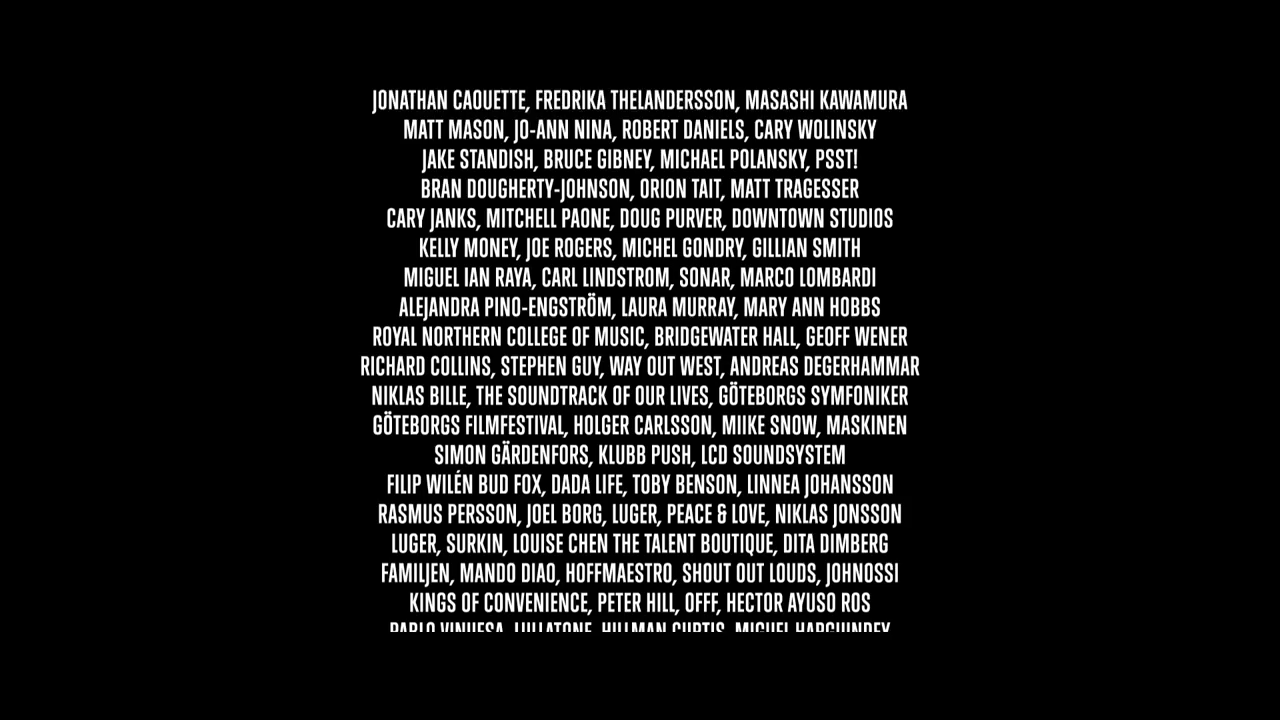 JONATHAN CAOUETTE, FREDRIKA THELANDERSSON, MASASHI KAWAMURA
MATT MASON, JO-ANN NINA, ROBERT DANIELS, CARY WOLINSKY
JAKE STANDISH, BRUCE GIBNEY, MICHAEL POLANSKY, PSST!
BRAN DOUGHERTY-JOHNSON, ORION TAIT, MATT TRAGESSER
CARY JANKS, MITCHELL PAONE, DOUG PURVER, DOWNTOWN STUDIOS
KELLY MONEY, JOE ROGERS, MICHEL GONDRY, GILLIAN SMITH
MIGUEL IAN RAYA, CARL LINDSTROM, SONAR, MARCO LOMBARDI
ALEJANDRA PINO-ENGSTRÖM, LAURA MURRAY, MARY ANN HOBBS
ROYAL NORTHERN COLLEGE OF MUSIC, BRIDGEWATER HALL, GEOFF WENER
RICHARD COLLINS, STEPHEN GUY, WAY OUT WEST, ANDREAS DEGERHAMMAR
NIKLAS BILLE, THE SOUNDTRACK OF OUR LIVES, GÖTEBORGS SYMFONIKER
GÖTEBORGS FILMFESTIVAL, HOLGER CARLSSON, MIIKE SNOW, MASKINEN
SIMON GÄRDENFORS, KLUBB PUSH, LCD SOUNDSYSTEM
FILIP WILÉN BUD FOX, DADA LIFE, TOBY BENSON, LINNEA JOHANSSON
RASMUS PERSSON, JOEL BORG, LUGER, PEACE & LOVE, NIKLAS JONSSON
LUGER, SURKIN, LOUISE CHEN THE TALENT BOUTIQUE, DITA DIMBERG
FAMILJEN, MANDO DIAO, HOFFMAESTRO, SHOUT OUT LOUDS, JOHNOSSI
KINGS OF CONVENIENCE, PETER HILL, OFFF, HECTOR AYUSO ROS
PABLO VINUESA, LULLATONE, HILLMAN CURTIS, MIGUEL